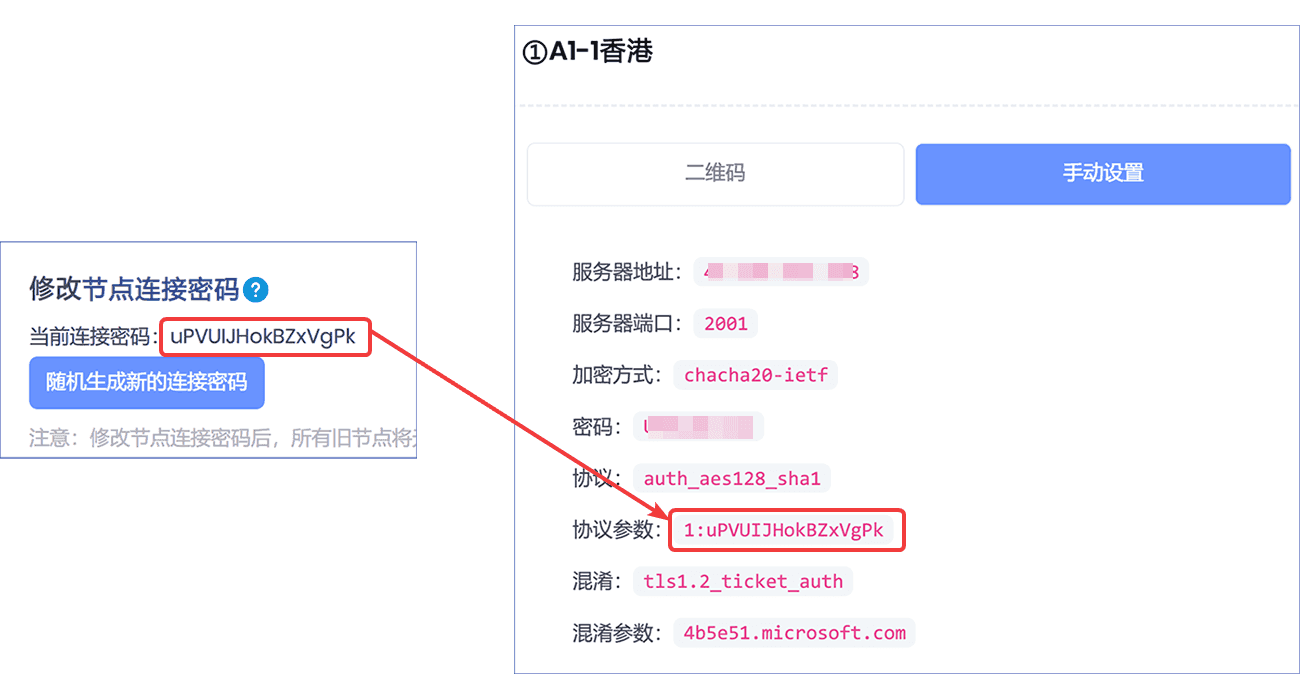 修改节点连接密码?
当前连接密码: uPVUIJHokBZxVgPk
随机生成新的连接密码
注意：修改节点连接密码后，所有旧节点将
①A1-1香港
二维码
手动设置
服务器地址：
服务器端口： 2001
加密方式： chacha20-ietf
密码：
协议： auth_aes128_sha1
协议参数： 1:uPVUIJHokBZxVgPk
混淆： tls1.2_ticket_auth
混淆参数： 4b5e51.microsoft.com